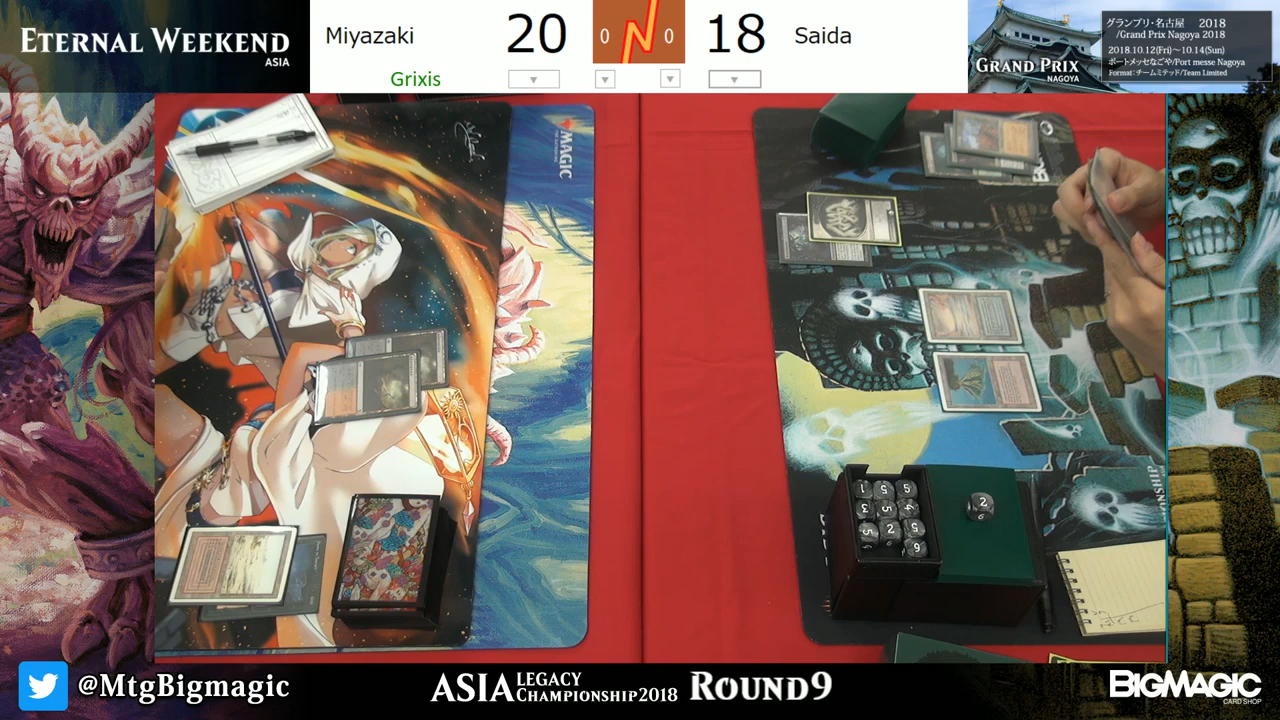 ETERNAL WEEKEND
ASIA
Miyazaki
20
0
0
18
Saida
Grixis
GRAND PRIX
NAGOYA
グランプリ・名古屋 2018
/Grand Prix Nagoya 2018
2018.10.12(Fri)〜10.14(Sun)
ポートメッセなごや/Port messe Nagoya
Format:チームリミテッド/Team Limited
MAGIC
@MtgBigmagic
ASIA LEGACY CHAMPIONSHIP 2018 ROUND9
BIGMAGIC
CARD SHOP